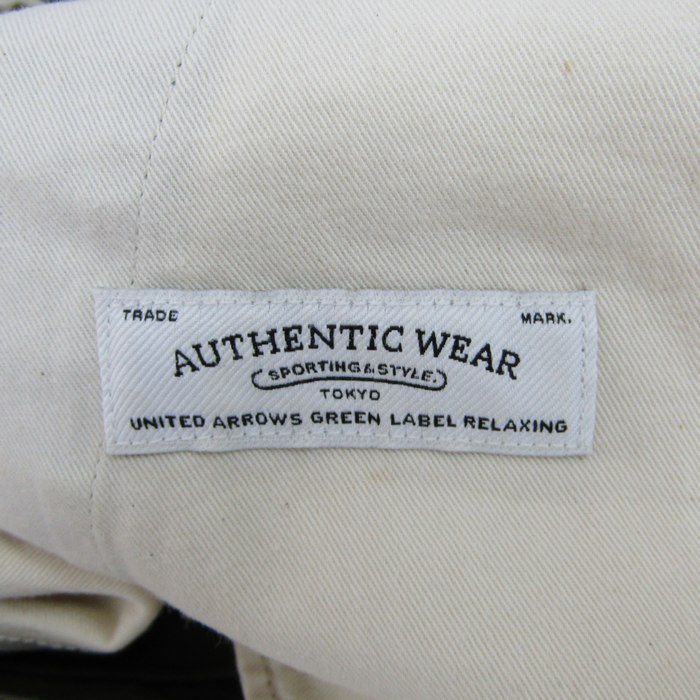 TRADE MARK.
AUTHENTIC WEAR
SPORTING & STYLE.
TOKYO
UNITED ARROWS GREEN LABEL RELAXING